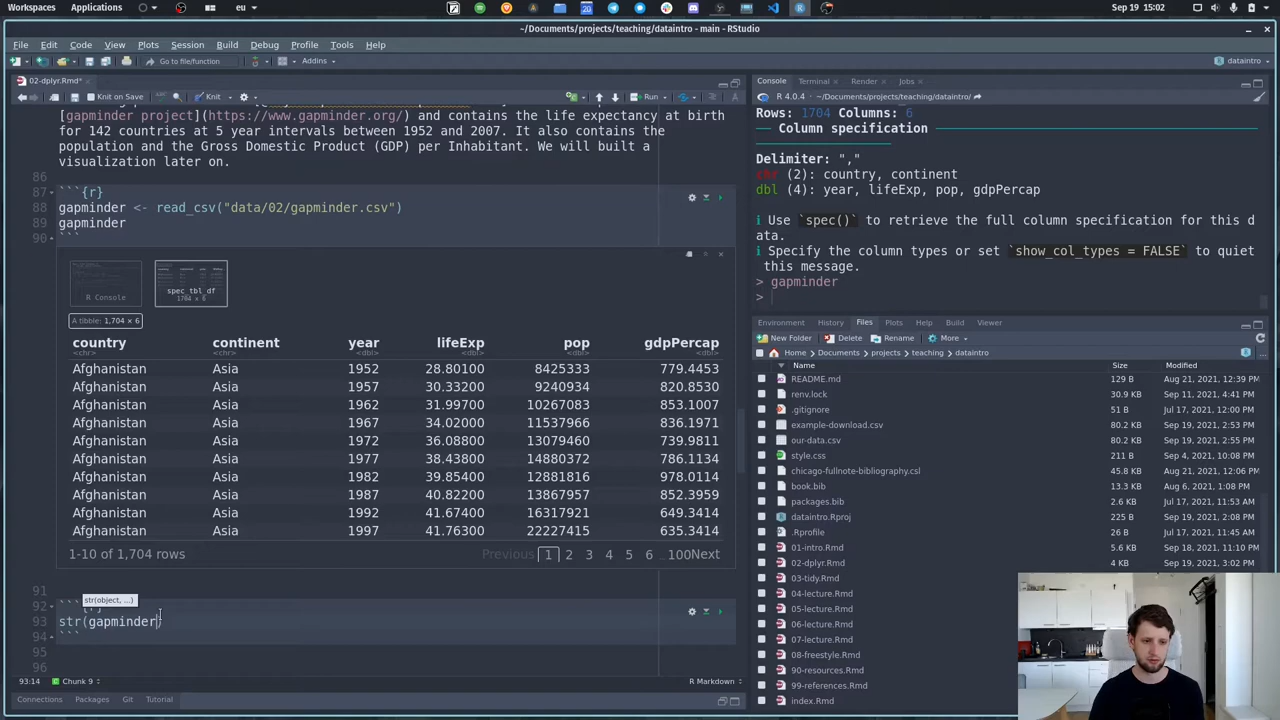 Workspaces Applications eu Sep 19 15:02
~/Documents/projects/teaching/dataintro - main - RStudio
File Edit Code View Plots Session Build Debug Profile Tools Help
Go to file/function Addins dataintro
02-dplyr.Rmd*
Knit on Save Knit Run
[gapminder project](https://www.gapminder.org/) and contains the life expectancy at birth
for 142 countries at 5 year intervals between 1952 and 2007. It also contains the
population and the Gross Domestic Product (GDP) per Inhabitant. We will built a
visualization later on.
86
87 ```{r}
88 gapminder <- read_csv("data/02/gapminder.csv")
89 gapminder
90 ```
R Console
spec_tbl_df
1704 × 6
A tibble: 1,704 × 6
country continent year lifeExp pop gdpPercap
<chr> <chr> <dbl> <dbl> <dbl> <dbl>
Afghanistan Asia 1952 28.80100 8425333 779.4453
Afghanistan Asia 1957 30.33200 9240934 820.8530
Afghanistan Asia 1962 31.99700 10267083 853.1007
Afghanistan Asia 1967 34.02000 11537966 836.1971
Afghanistan Asia 1972 36.08800 13079460 739.9811
Afghanistan Asia 1977 38.43800 14880372 786.1134
Afghanistan Asia 1982 39.85400 12881816 978.0114
Afghanistan Asia 1987 40.82200 13867957 852.3959
Afghanistan Asia 1992 41.67400 16317921 649.3414
Afghanistan Asia 1997 41.76300 22227415 635.3414
1-10 of 1,704 rows Previous 1 2 3 4 5 6 100 Next
91
str(object, ...)
92 ```{r}
93 str(gapminder)
94 ```
95
96
93:14 Chunk 9 R Markdown
Connections Packages Git Tutorial
Console Terminal Render Jobs
R 4.0.4 · ~/Documents/projects/teaching/dataintro/
Rows: 1704 Columns: 6
── Column specification ──
Delimiter: ","
chr (2): country, continent
dbl (4): year, lifeExp, pop, gdpPercap
ℹ Use `spec()` to retrieve the full column specification for this d
ata.
ℹ Specify the column types or set `show_col_types = FALSE` to quiet
this message.
> gapminder
>
Environment History Files Plots Help Build Viewer
New Folder Delete Rename More
Home Documents projects teaching dataintro
Name Size Modified
README.md 129 B Aug 21, 2021, 12:39 PM
renv.lock 30.9 KB Sep 11, 2021, 4:41 PM
.gitignore 51 B Jul 17, 2021, 12:00 PM
example-download.csv 80.2 KB Sep 19, 2021, 2:53 PM
our-data.csv 80.2 KB Sep 19, 2021, 2:55 PM
style.css 211 B Sep 4, 2021, 10:08 PM
chicago-fullnote-bibliography.csl 45.8 KB Aug 21, 2021, 12:06 PM
book.bib 13.3 KB Aug 6, 2021, 1:08 PM
packages.bib 2.6 KB Jul 17, 2021, 11:53 AM
dataintro.Rproj 225 B Sep 19, 2021, 2:08 PM
.Rprofile 26 B Jul 17, 2021, 11:45 AM
01-intro.Rmd 5.6 KB Sep 18, 2021, 11:10 PM
02-dplyr.Rmd 4 KB Sep 19, 2021, 3:02 PM
03-tidy.Rmd
04-lecture.Rmd
05-lecture.Rmd
06-lecture.Rmd
07-lecture.Rmd
08-freestyle.Rmd
90-resources.Rmd
99-references.Rmd
index.Rmd